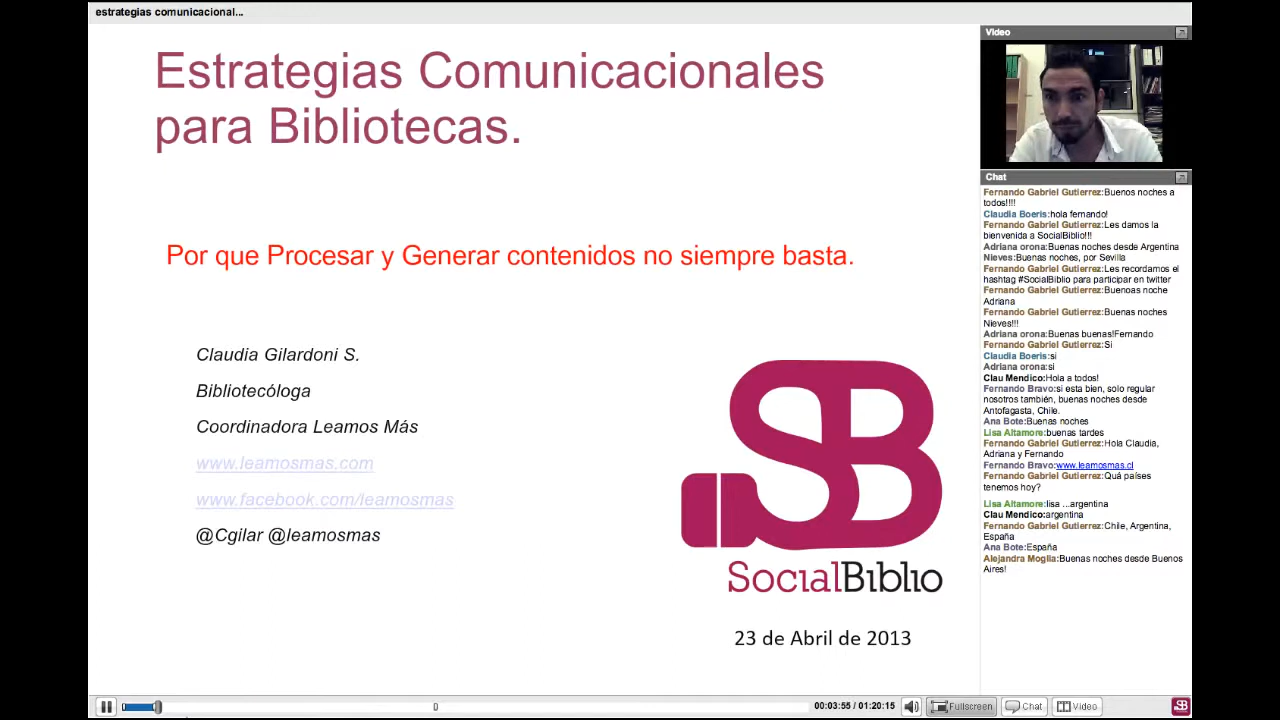 estrategias comunicacional...
Estrategias Comunicacionales
para Bibliotecas.
Por que Procesar y Generar contenidos no siempre basta.
Claudia Gilardoni S.
Bibliotecóloga
Coordinadora Leamos Más
www.leamosmas.com
www.facebook.com/leamosmas
@Cgilar @leamosmas
SB
SocialBiblio
23 de Abril de 2013
Video
Chat
Fernando Gabriel Gutierrez:Buenos noches a
todos!!!!
Claudia Boeris:hola fernando!
Fernando Gabriel Gutierrez:Les damos la
bienvenida a SocialBiblio!!!
Adriana orona:Buenas noches desde Argentina
Nieves:Buenas noches, por Sevilla
Fernando Gabriel Gutierrez:Les recordamos el
hashtag #SocialBiblio para participar en twitter
Fernando Gabriel Gutierrez:Buenoas noche
Adriana
Fernando Gabriel Gutierrez:Buenas noches
Nieves!!!
Adriana orona:Buenas buenas!Fernando
Fernando Gabriel Gutierrez:Si
Claudia Boeris:si
Adriana orona:si
Clau Mendico:Hola a todos!
Fernando Bravo:si esta bien, solo regular
nosotros también, buenas noches desde
Antofagasta, Chile.
Ana Bote:Buenas noches
Lisa Altamore:buenas tardes
Fernando Gabriel Gutierrez:Hola Claudia,
Adriana y Fernando
Fernando Bravo:www.leamosmas.cl
Fernando Gabriel Gutierrez:Quá países
tenemos hoy?
Lisa Altamore:lisa ...argentina
Clau Mendico:argentina
Fernando Gabriel Gutierrez:Chile, Argentina,
España
Ana Bote:España
Alejandra Moglia:Buenas noches desde Buenos
Aires!
00:03:55 / 01:20:15
Fullscreen
Chat
Video
SB